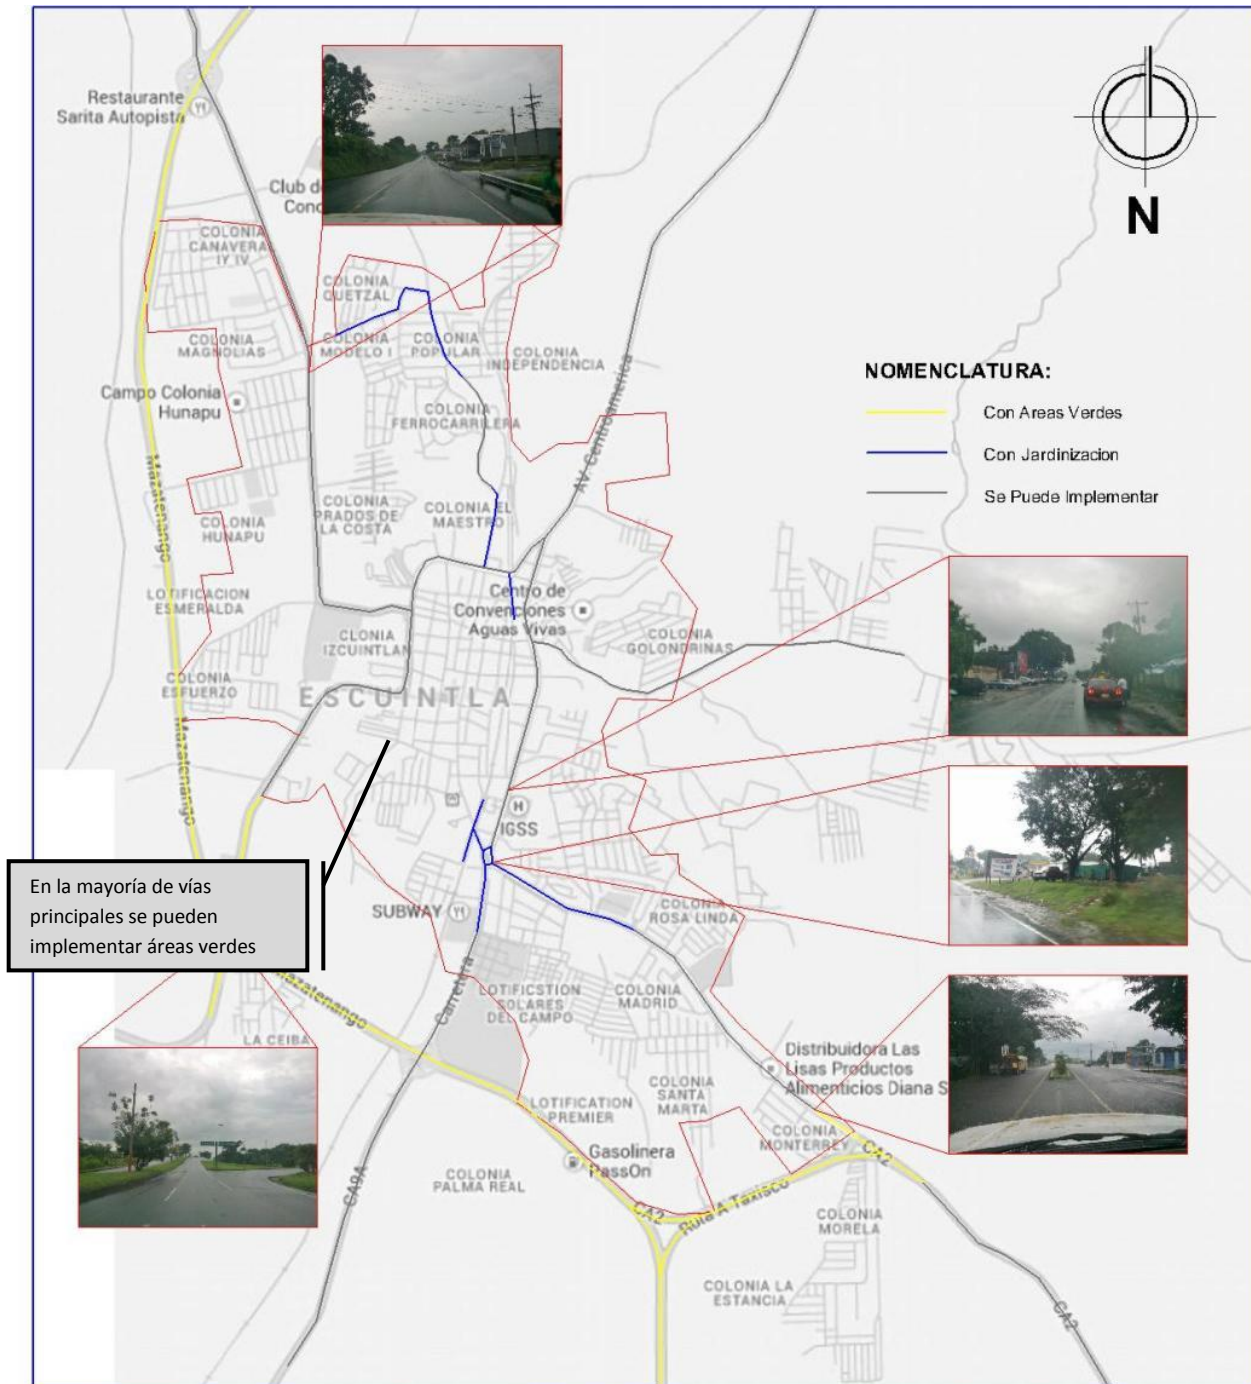 Restaurante
Sarita Autopista
Club d
Conc
N
COLONIA
CANAVERA
IY IV
COLONIA
QUETZAL
COLONIA
MAGNOLIAS
COLONIA
MODELO I
COLONIA
POPULAR
COLONIA
INDEPENDENCIA
NOMENCLATURA:
Con Areas Verdes
Con Jardinizacion
Se Puede Implementar
Campo Colonia
Hunapu
COLONIA
FERROCARRILERA
AV. Centroamerica
Mazatenango
COLONIA
PRADOS DE
LA COSTA
COLONIA EL
MAESTRO
COLONIA
HUNAPU
LOTIFICACION
ESMERALDA
Centro de
Convenciones
Aguas Vivas
CLONIA
IZCUINTLAN
COLONIA
GOLONDRINAS
COLONIA
ESFUERZO
ESCUINTLA
Mazatenango
H
IGSS
En la mayoría de vías
principales se pueden
implementar áreas verdes
SUBWAY
COLONIA
ROSA LINDA
Mazatenango
Carretera
LOTIFICSTION
SOLARES
DEL CAMPO
COLONIA
MADRID
LA CEIBA
Distribuidora Las
Lisas Productos
Alimenticios Diana S
COLONIA
SANTA
MARTA
LOTIFICATION
PREMIER
COLONIA
MONTERREY
CA2
Gasolinera
PassOn
COLONIA
PALMA REAL
CA9A
CA2
Ruta A Taxisco
COLONIA
MORELA
COLONIA LA
ESTANCIA
CA2